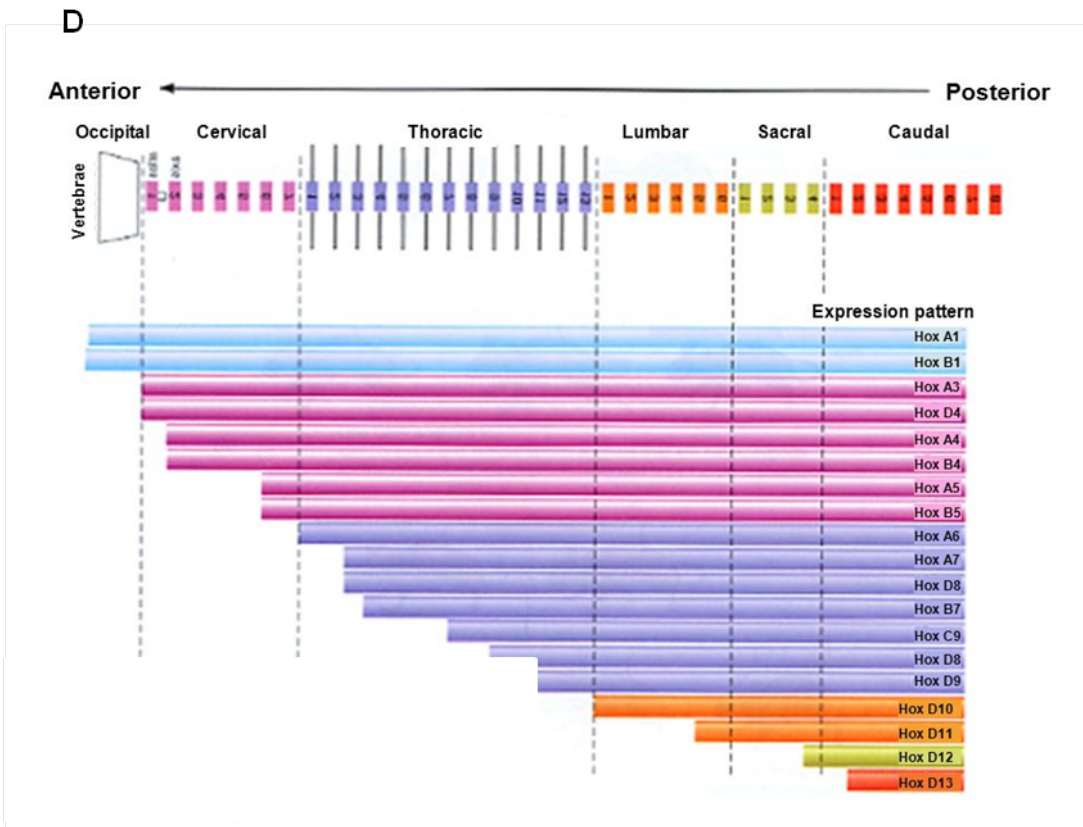 D
Anterior Posterior
Occipital Cervical Thoracic Lumbar Sacral Caudal
Vertebrae
Expression pattern
Hox A1
Hox B1
Hox A3
Hox D4
Hox A4
Hox B4
Hox A5
Hox B5
Hox A6
Hox A7
Hox D8
Hox B7
Hox C9
Hox D8
Hox D9
Hox D10
Hox D11
Hox D12
Hox D13